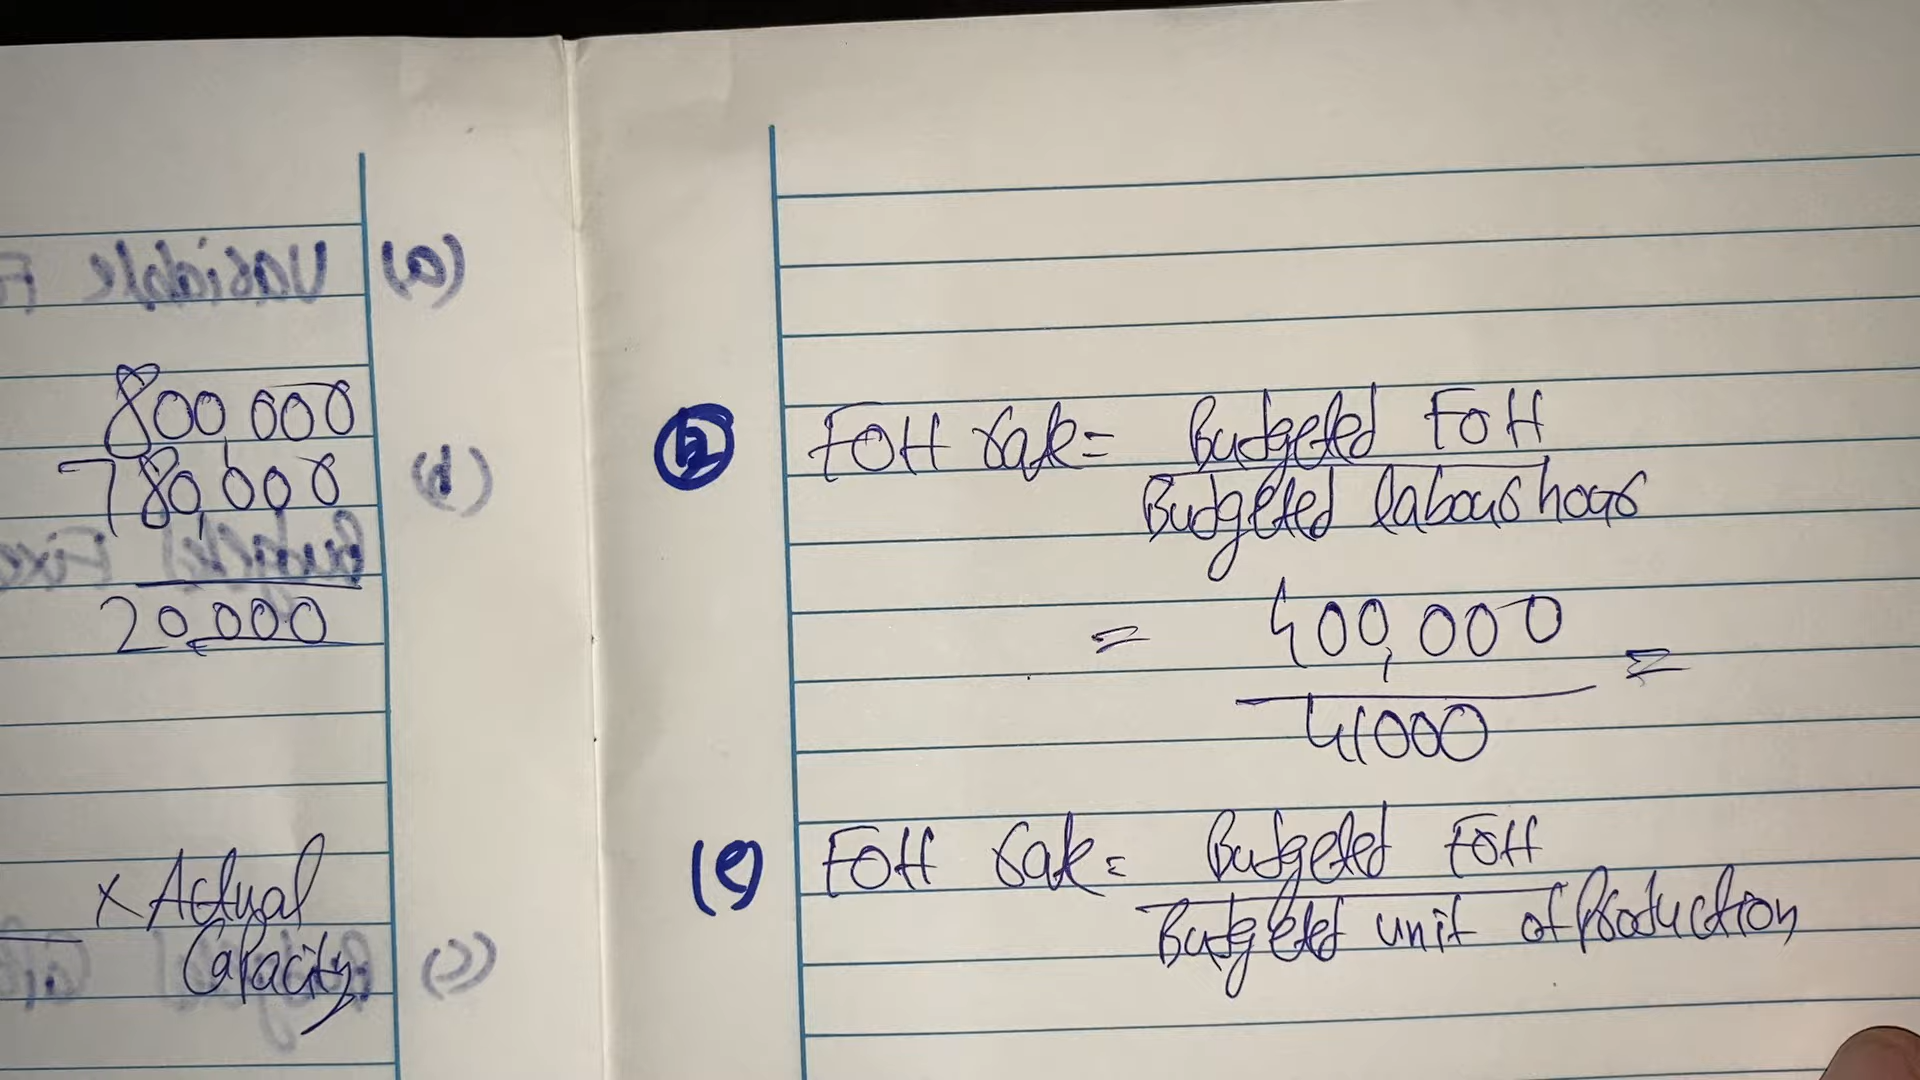 800,000
780,000
20,000
x Actual
Capacity
(b) FOH rate = Budgeted FOH
Budgeted labour hours
= 400,000 =
41000
(c) FOH rate = Budgeted FOH
Budgeted unit of Production